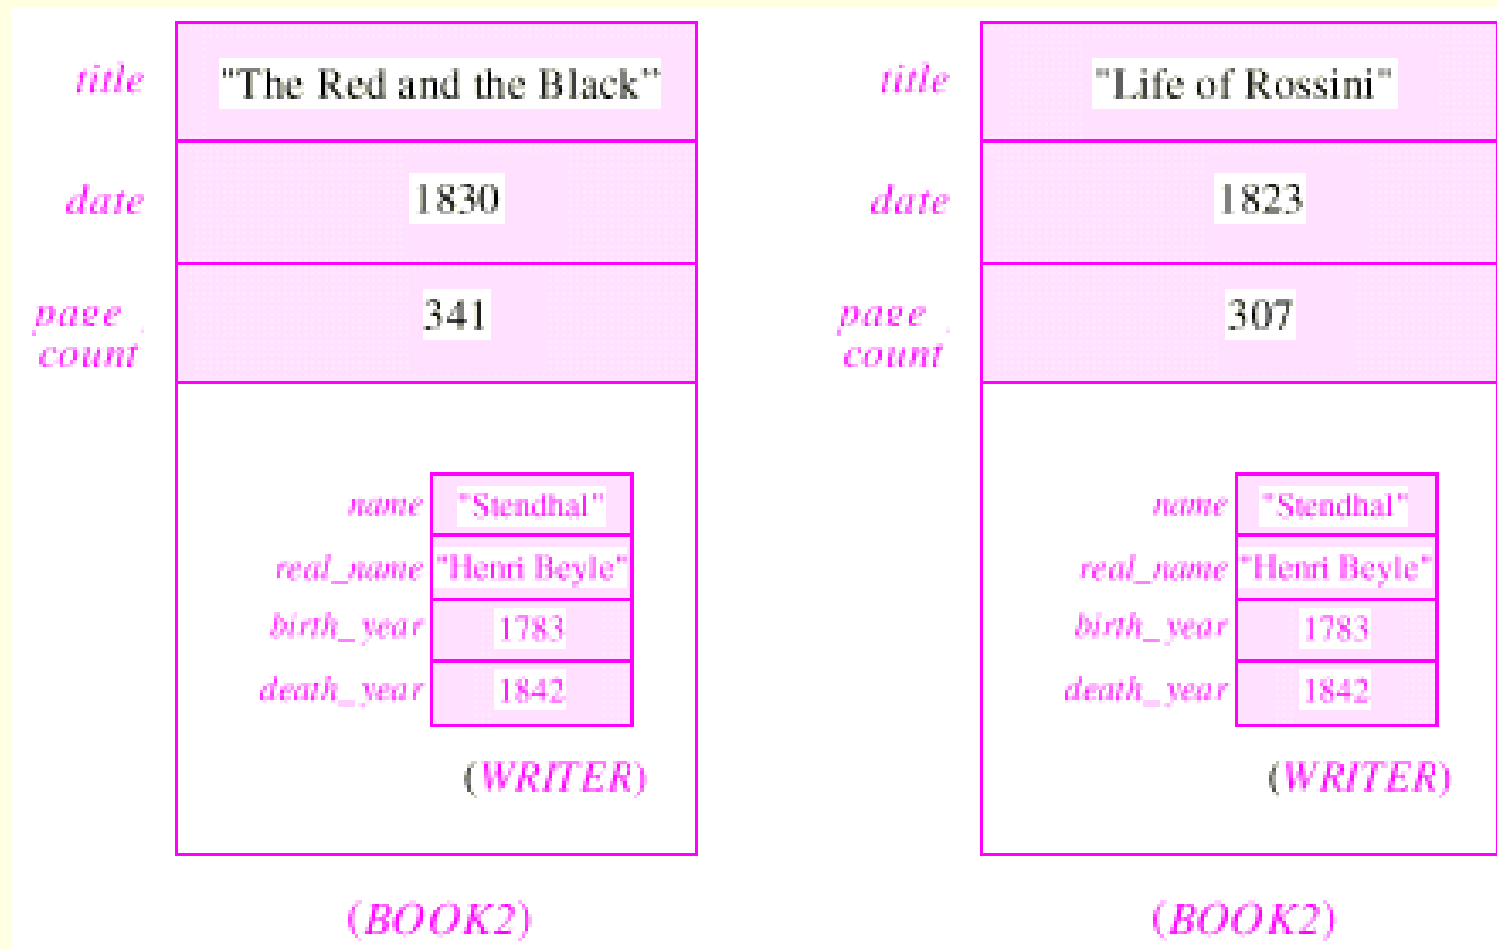 title "The Red and the Black"
date 1830
page_
count 341
name "Stendhal"
real_name "Henri Beyle"
birth_year 1783
death_year 1842
(WRITER)
(BOOK2)
title "Life of Rossini"
date 1823
page_
count 307
name "Stendhal"
real_name "Henri Beyle"
birth_year 1783
death_year 1842
(WRITER)
(BOOK2)